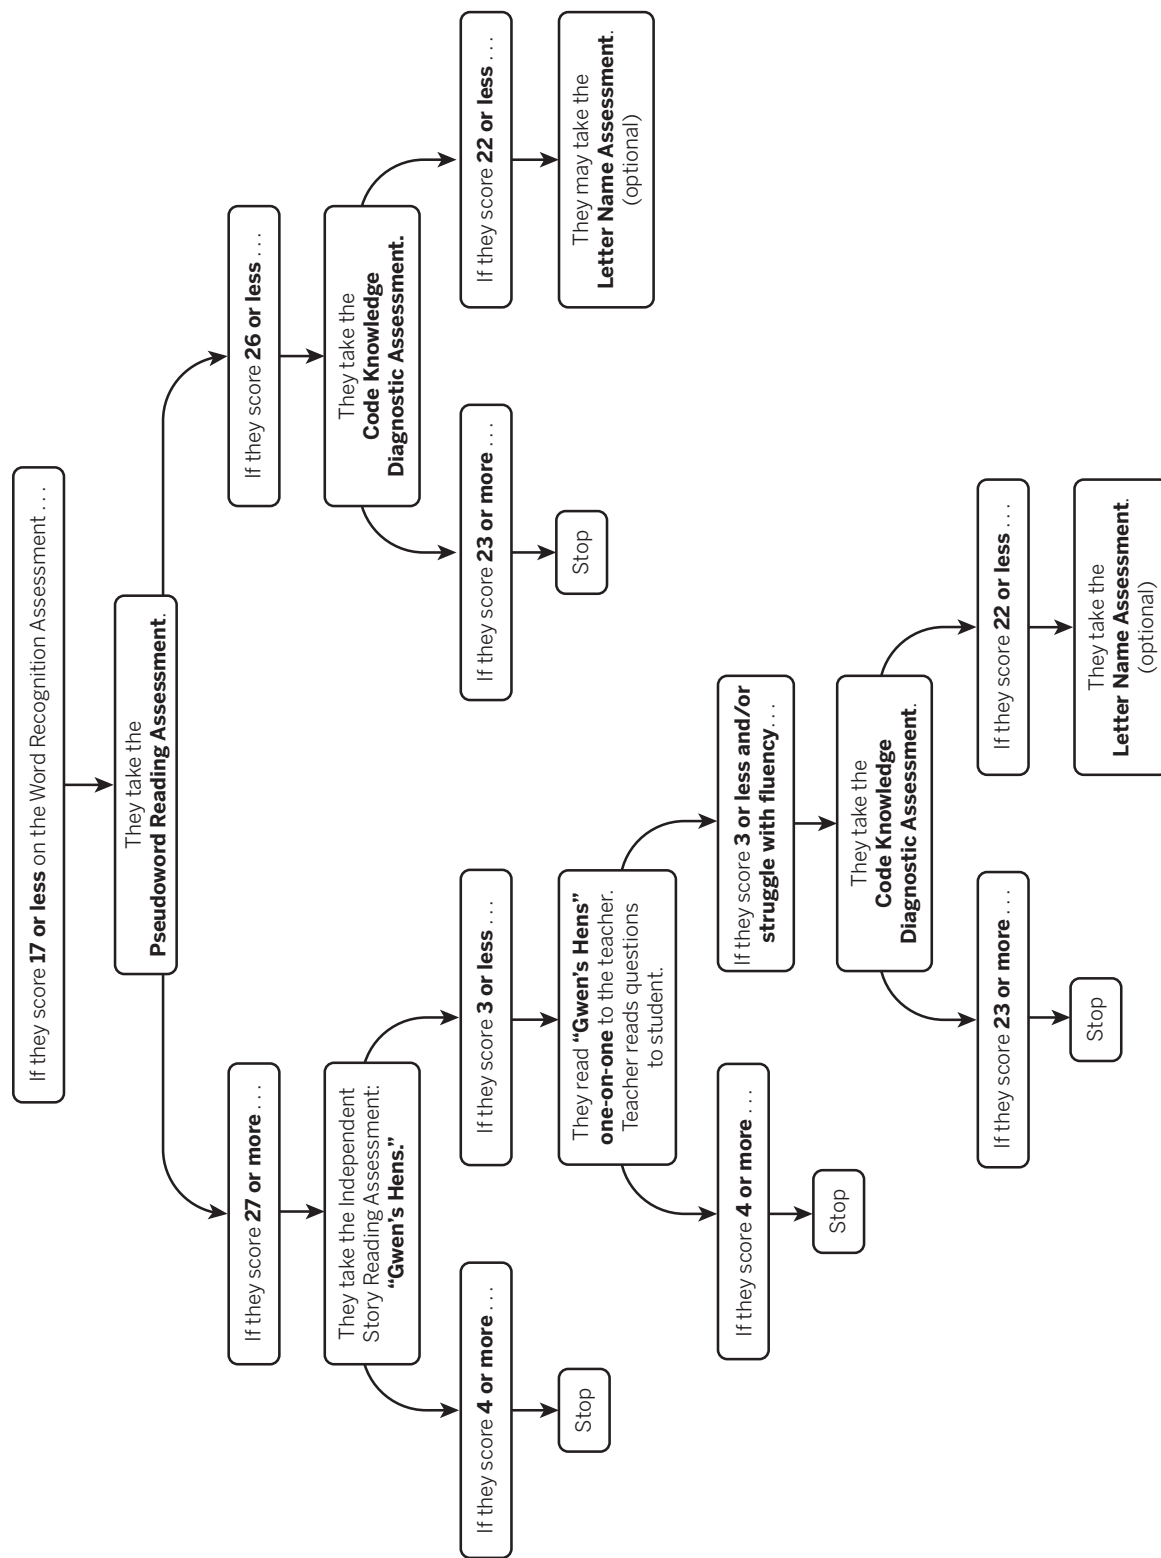 If they score 17 or less on the Word Recognition Assessment . . .
They take the
Pseudoword Reading Assessment.
If they score 27 or more . . .
They take the Independent
Story Reading Assessment:
“Gwen’s Hens.”
If they score 4 or more . . .
Stop
If they score 3 or less . . .
They read “Gwen’s Hens”
one-on-one to the teacher.
Teacher reads questions
to student.
If they score 4 or more . . .
Stop
If they score 3 or less and/or
struggle with fluency. . .
They take the
Code Knowledge
Diagnostic Assessment.
If they score 23 or more . . .
Stop
If they score 22 or less . . .
They take the
Letter Name Assessment.
(optional)
If they score 26 or less . . .
They take the
Code Knowledge
Diagnostic Assessment.
If they score 23 or more . . .
Stop
If they score 22 or less . . .
They may take the
Letter Name Assessment.
(optional)